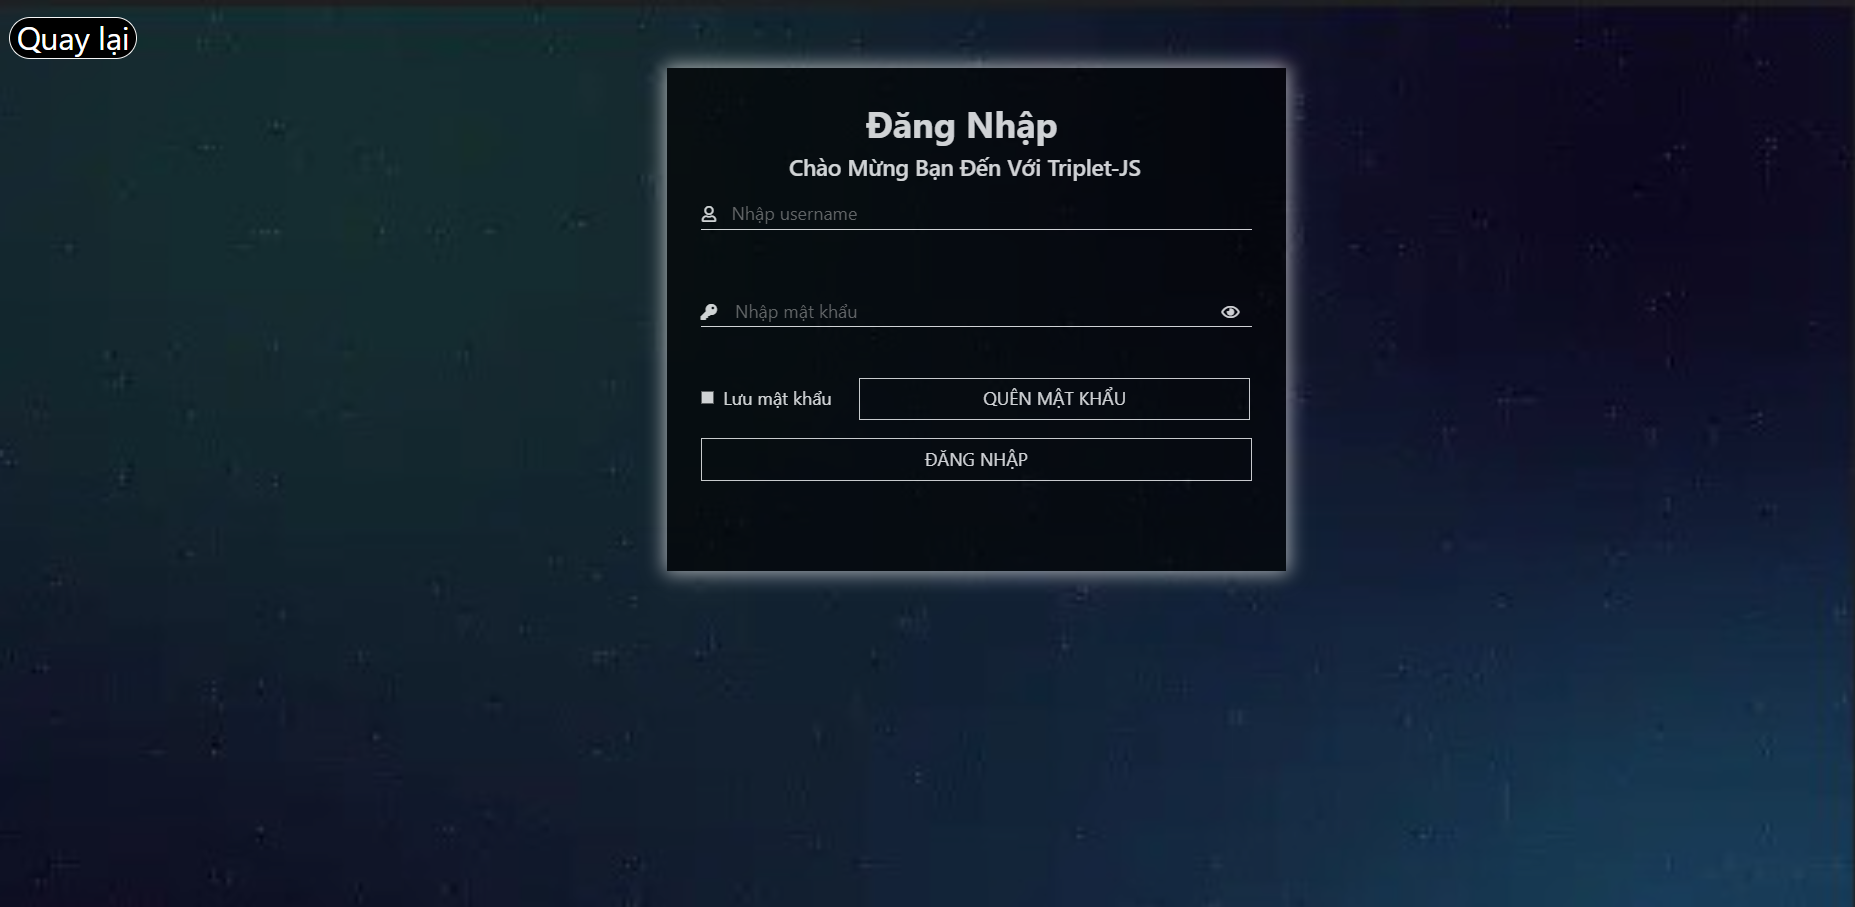 Quay lại
Đăng Nhập
Chào Mừng Bạn Đến Với Triplet-JS
Nhập username
Nhập mật khẩu
Lưu mật khẩu
QUÊN MẬT KHẨU
ĐĂNG NHẬP